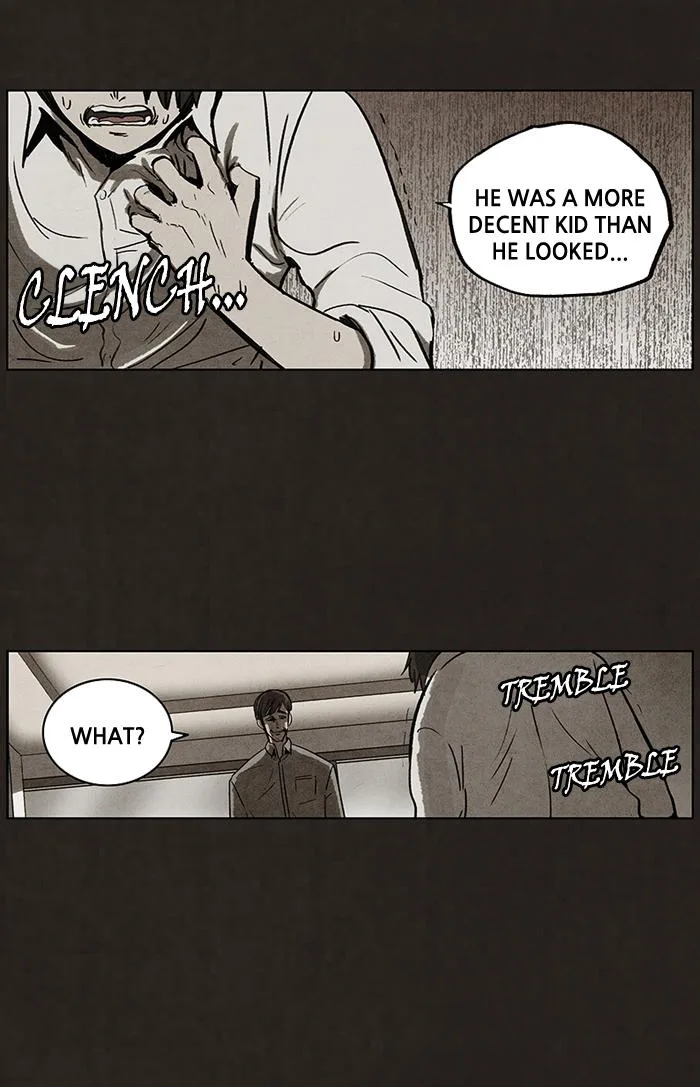 HE WAS A MORE
DECENT KID THAN
HE LOOKED...
CLENCH...
TREMBLE
WHAT?
TREMBLE